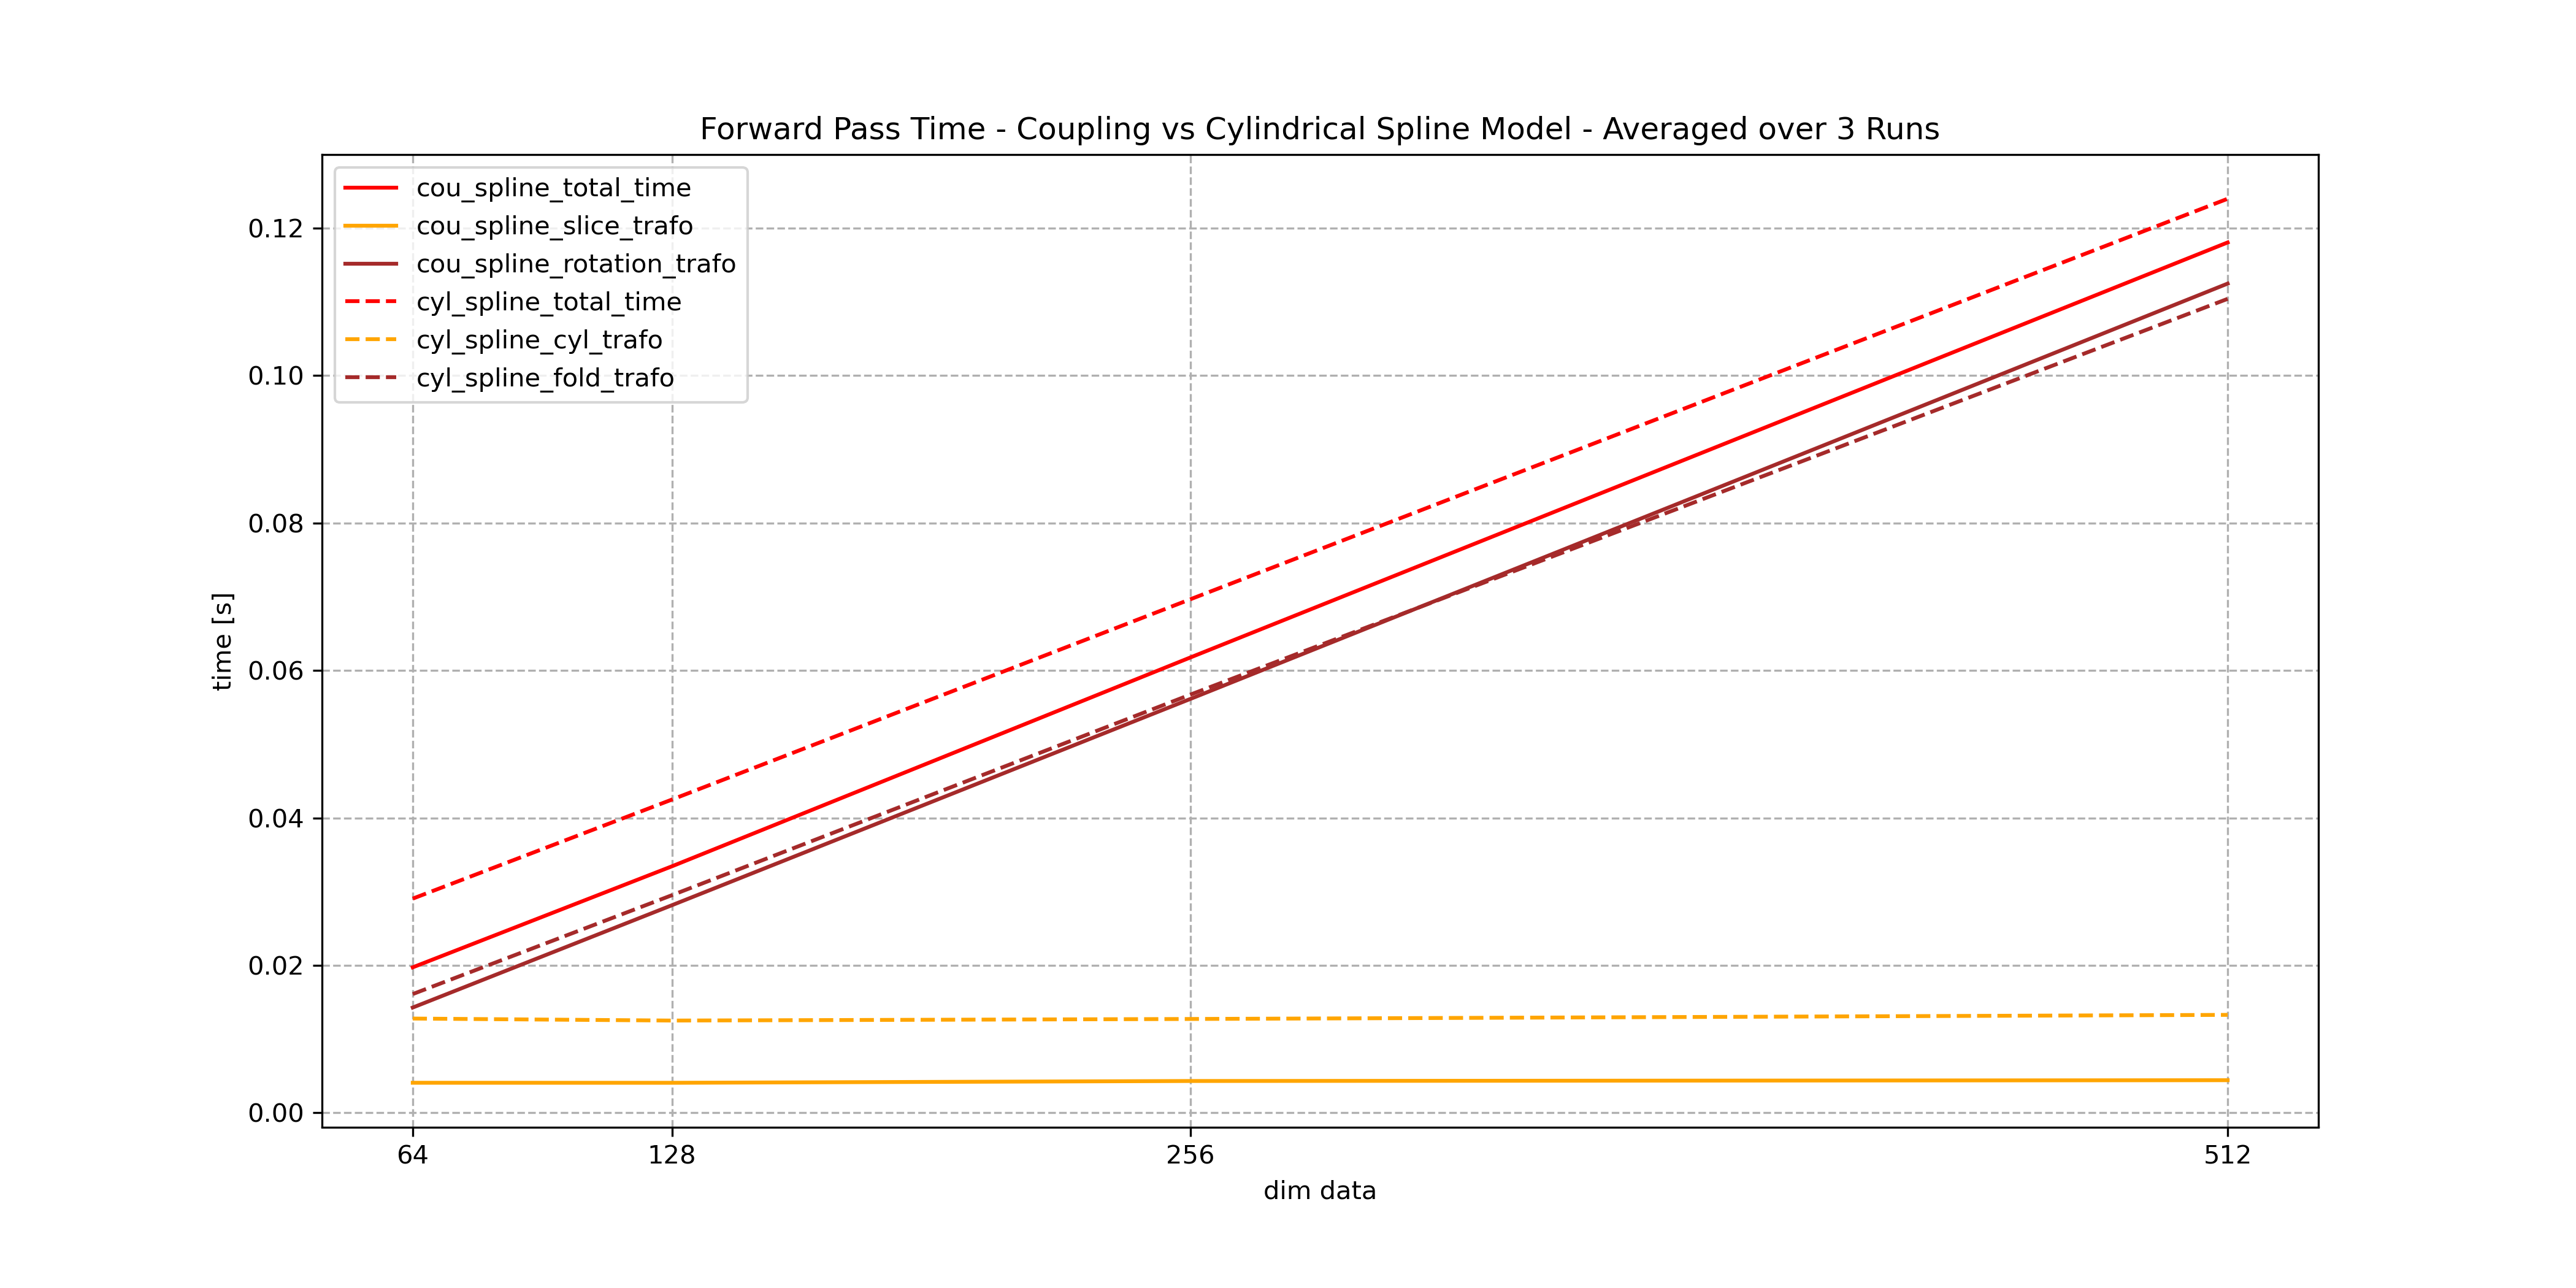 Forward Pass Time - Coupling vs Cylindrical Spline Model - Averaged over 3 Runs
cou_spline_total_time
cou_spline_slice_trafo
cou_spline_rotation_trafo
cyl_spline_total_time
cyl_spline_cyl_trafo
cyl_spline_fold_trafo
time [s]
0.12
0.10
0.08
0.06
0.04
0.02
0.00
64 128 256 512
dim data